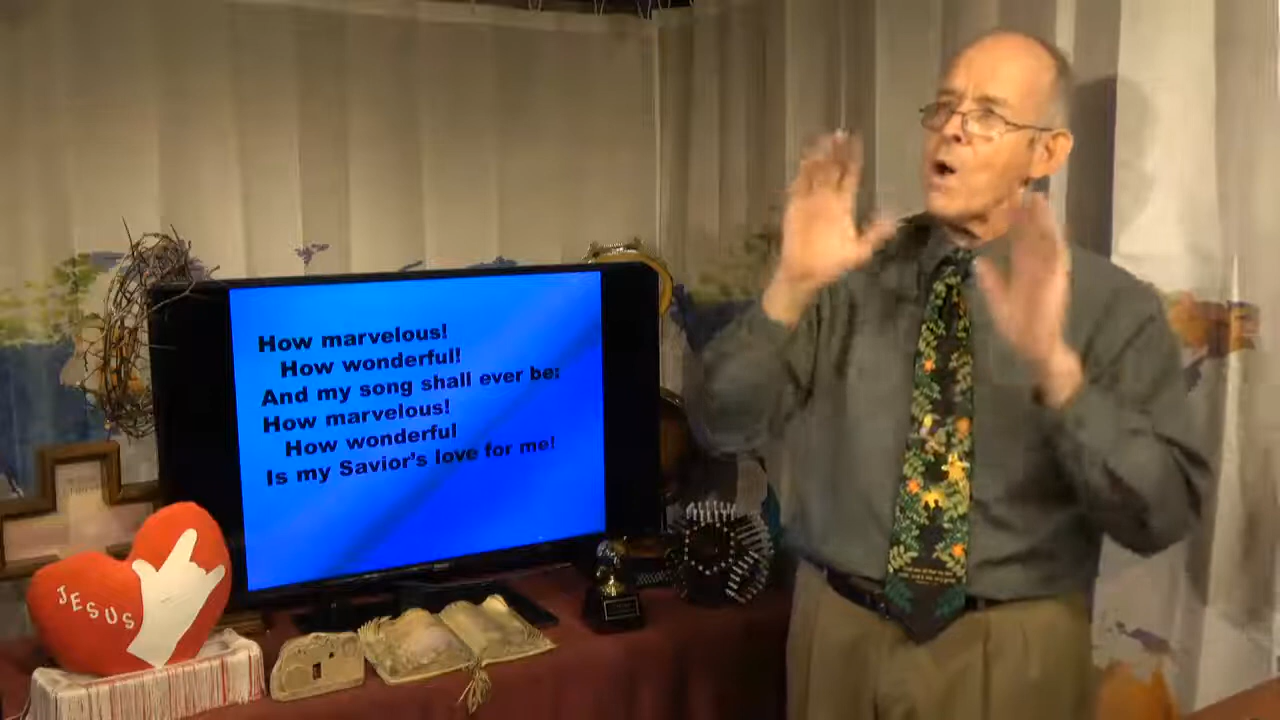 How marvelous!
How wonderful!
And my song shall ever be:
How marvelous!
How wonderful
Is my Savior's love for me!
JESUS